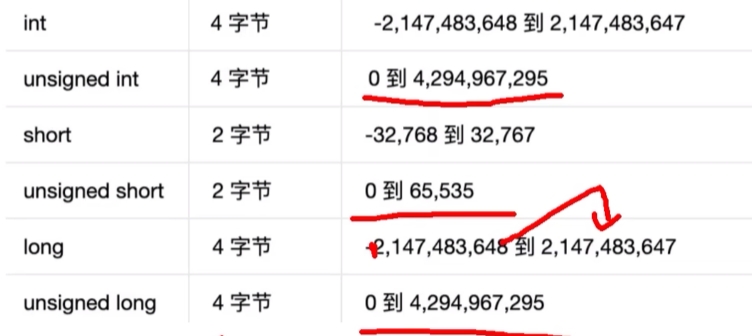 int 4 字节 -2,147,483,648 到 2,147,483,647
unsigned int 4 字节 0 到 4,294,967,295
short 2 字节 -32,768 到 32,767
unsigned short 2 字节 0 到 65,535
long 4 字节 -2,147,483,648 到 2,147,483,647
unsigned long 4 字节 0 到 4,294,967,295